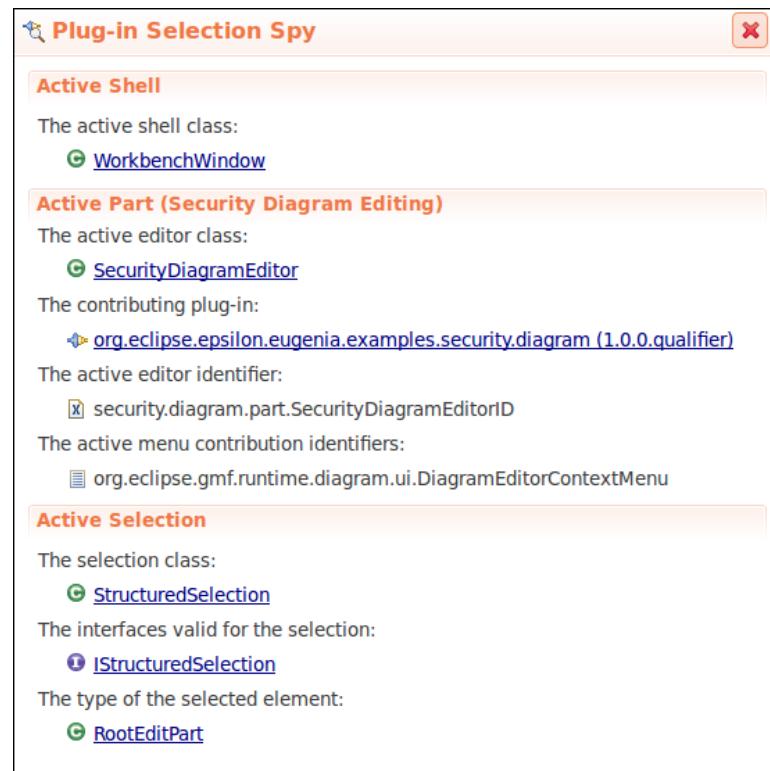 Plug-in Selection Spy
Active Shell
The active shell class:
WorkbenchWindow
Active Part (Security Diagram Editing)
The active editor class:
SecurityDiagramEditor
The contributing plug-in:
org.eclipse.epsilon.eugenia.examples.security.diagram (1.0.0.qualifier)
The active editor identifier:
security.diagram.part.SecurityDiagramEditorID
The active menu contribution identifiers:
org.eclipse.gmf.runtime.diagram.ui.DiagramEditorContextMenu
Active Selection
The selection class:
StructuredSelection
The interfaces valid for the selection:
IStructuredSelection
The type of the selected element:
RootEditPart